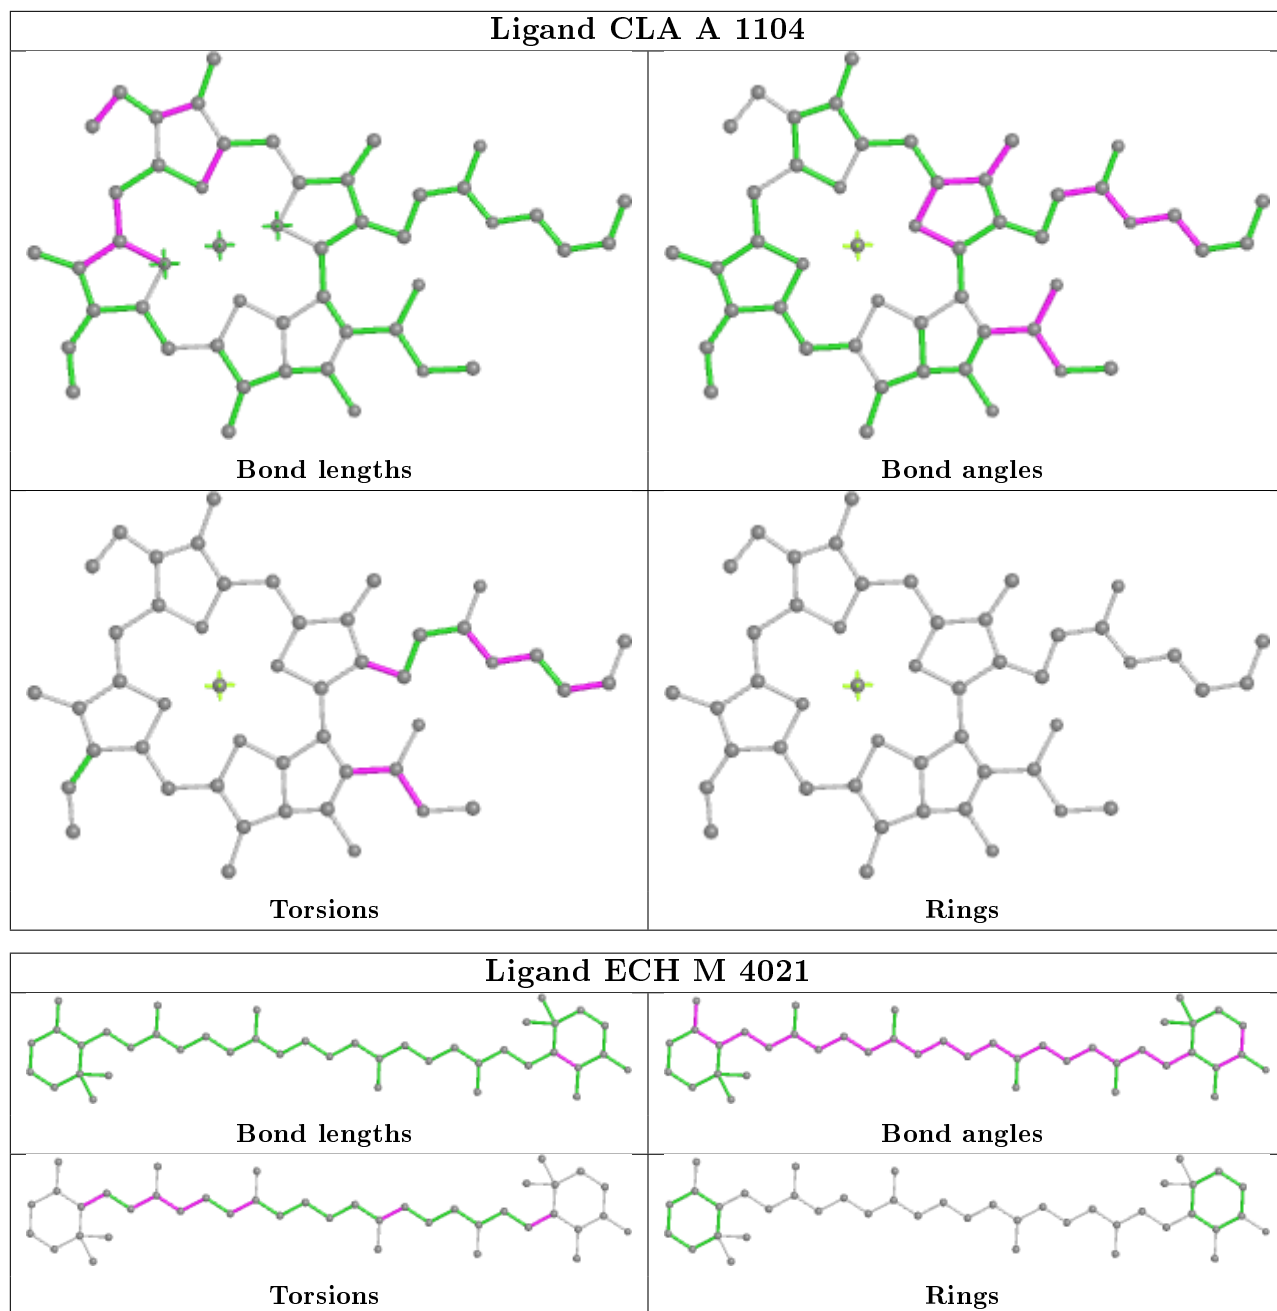 Ligand CLA A 1104
Bond lengths
Bond angles
Torsions
Rings
Ligand ECH M 4021
Bond lengths
Bond angles
Torsions
Rings